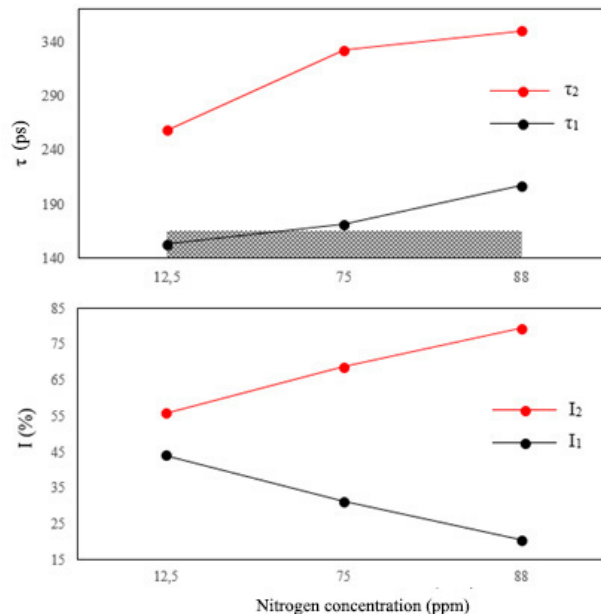 340
290
240
190
140
τ (ps)
τ2
τ1
12,5 75 88
85
75
65
55
45
35
25
15
I (%)
I2
I1
12,5 75 88
Nitrogen concentration (ppm)